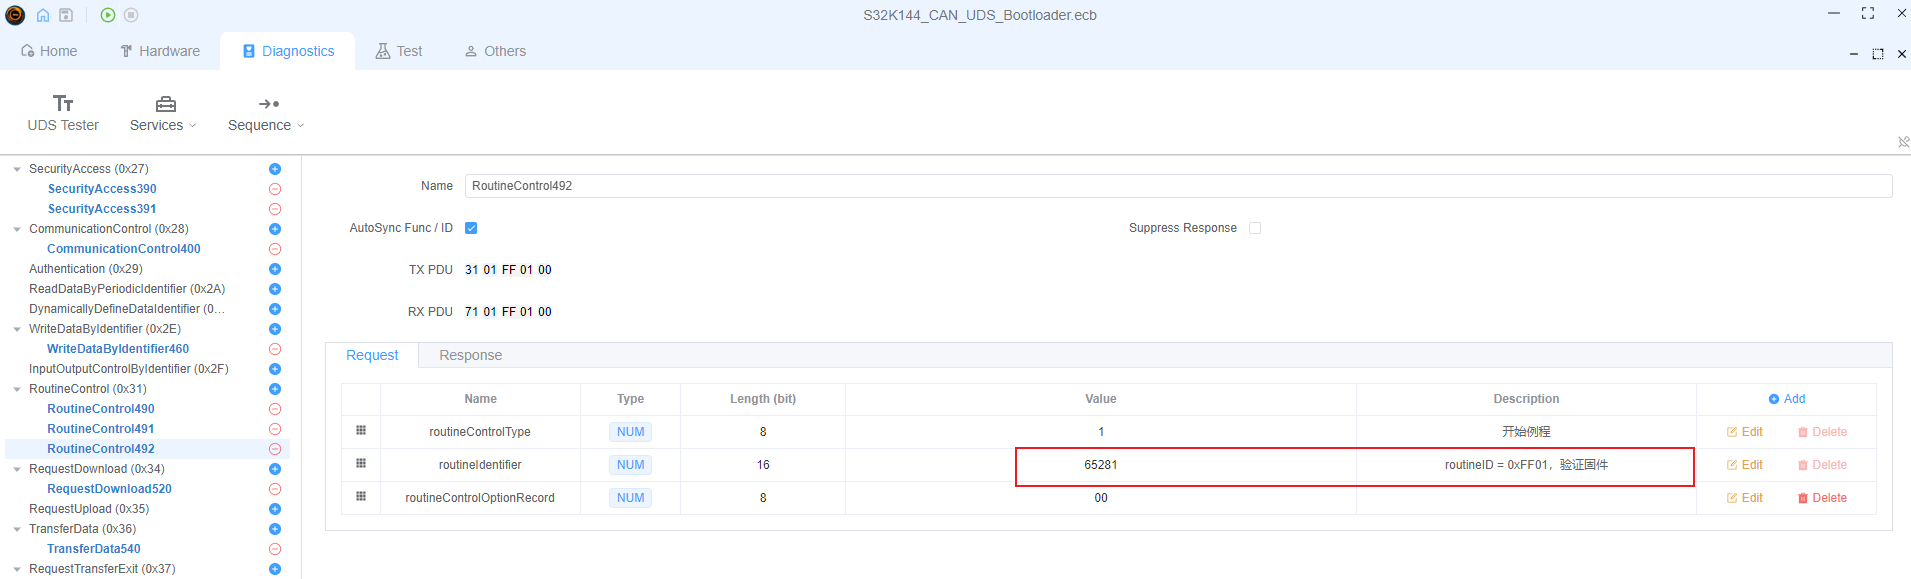 S32K144_CAN_UDS_Bootloader.ecb
Home Hardware Diagnostics Test Others
UDS Tester Services Sequence
SecurityAccess (0x27)
SecurityAccess390
SecurityAccess391
CommunicationControl (0x28)
CommunicationControl400
Authentication (0x29)
ReadDataByPeriodicIdentifier (0x2A)
DynamicallyDefineDataIdentifier (0...
WriteDataByIdentifier (0x2E)
WriteDataByIdentifier460
InputOutputControlByIdentifier (0x2F)
RoutineControl (0x31)
RoutineControl490
RoutineControl491
RoutineControl492
RequestDownload (0x34)
RequestDownload520
RequestUpload (0x35)
TransferData (0x36)
TransferData540
RequestTransferExit (0x37)
Name RoutineControl492
AutoSync Func / ID Suppress Response
TX PDU 31 01 FF 01 00
RX PDU 71 01 FF 01 00
Request Response
Name Type Length (bit) Value Description Add
routineControlType NUM 8 1 开始例程 Edit Delete
routineIdentifier NUM 16 65281 routineID = 0xFF01，验证固件 Edit Delete
routineControlOptionRecord NUM 8 00 Edit Delete